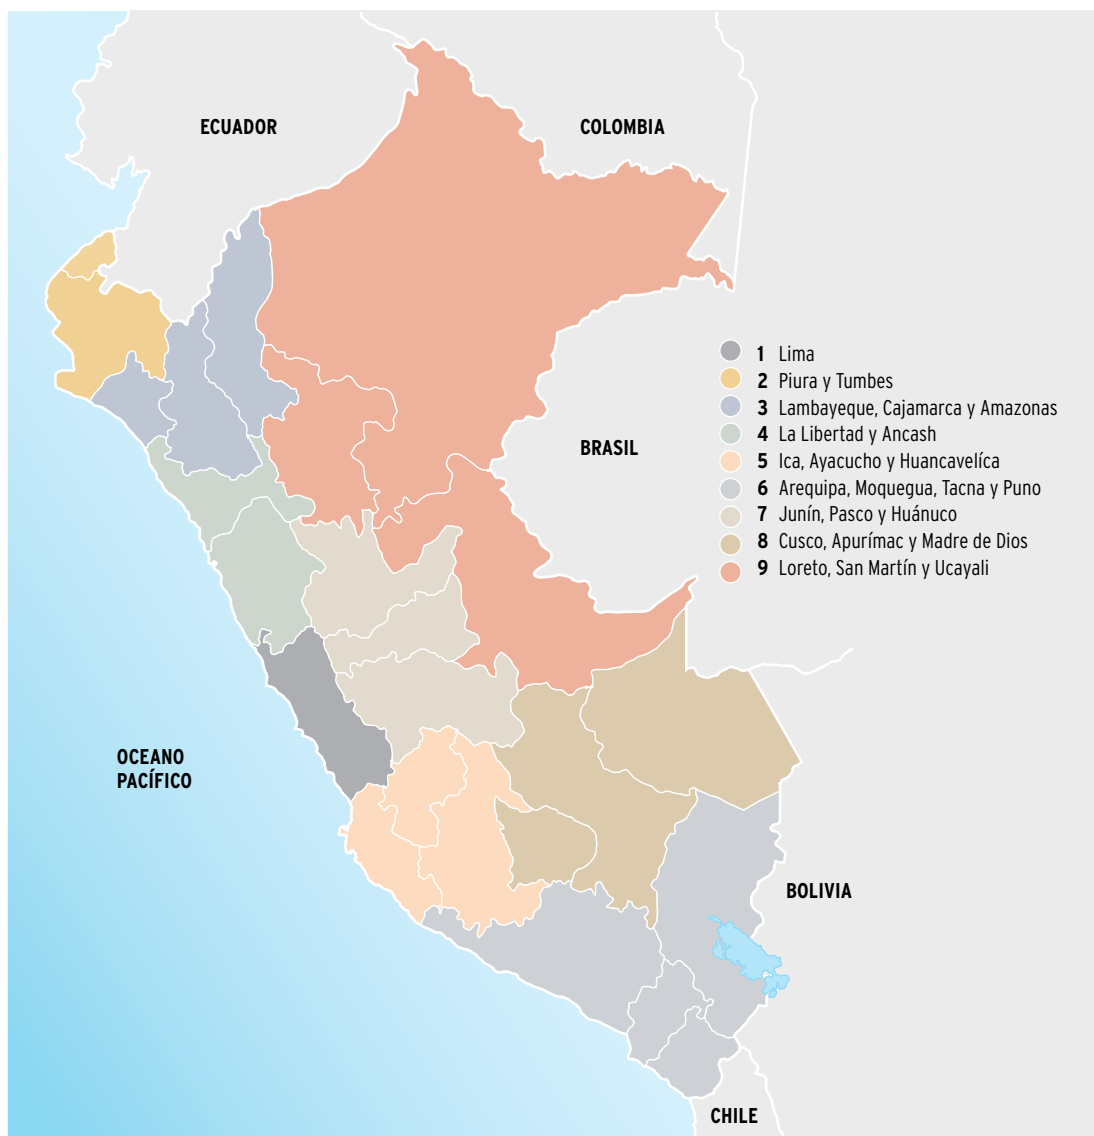 ECUADOR
COLOMBIA
1 Lima
2 Piura y Tumbes
3 Lambayeque, Cajamarca y Amazonas
4 La Libertad y Ancash
5 Ica, Ayacucho y Huancavelíca
6 Arequipa, Moquegua, Tacna y Puno
7 Junín, Pasco y Huánuco
8 Cusco, Apurímac y Madre de Dios
9 Loreto, San Martín y Ucayali
BRASIL
OCEANO
PACÍFICO
BOLIVIA
CHILE